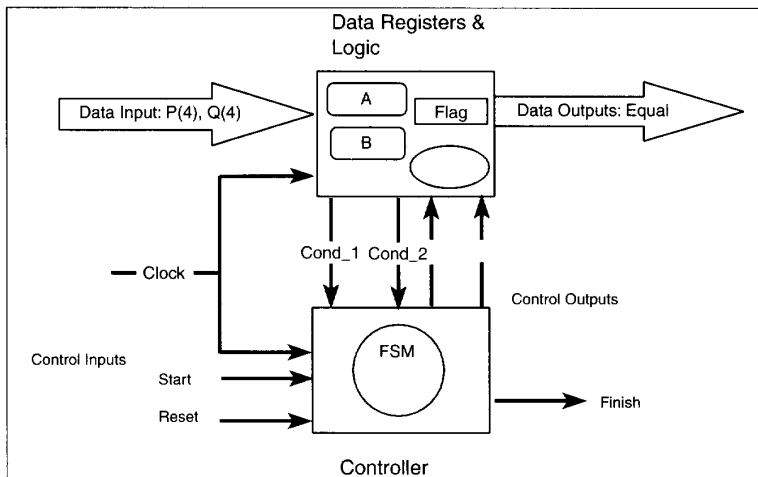 Data Registers &
Logic
Data Input: P(4), Q(4)
A
B
Flag
Data Outputs: Equal
Cond_1
Cond_2
Clock
Control Outputs
Control Inputs
FSM
Start
Reset
Finish
Controller